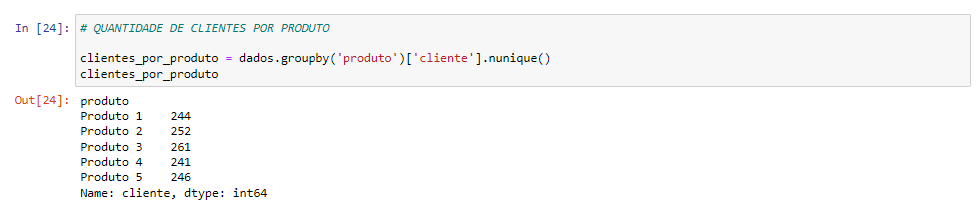 In [24]: # QUANTIDADE DE CLIENTES POR PRODUTO
clientes_por_produto = dados.groupby('produto')['cliente'].nunique()
clientes_por_produto
Out[24]: produto
Produto 1    244
Produto 2    252
Produto 3    261
Produto 4    241
Produto 5    246
Name: cliente, dtype: int64